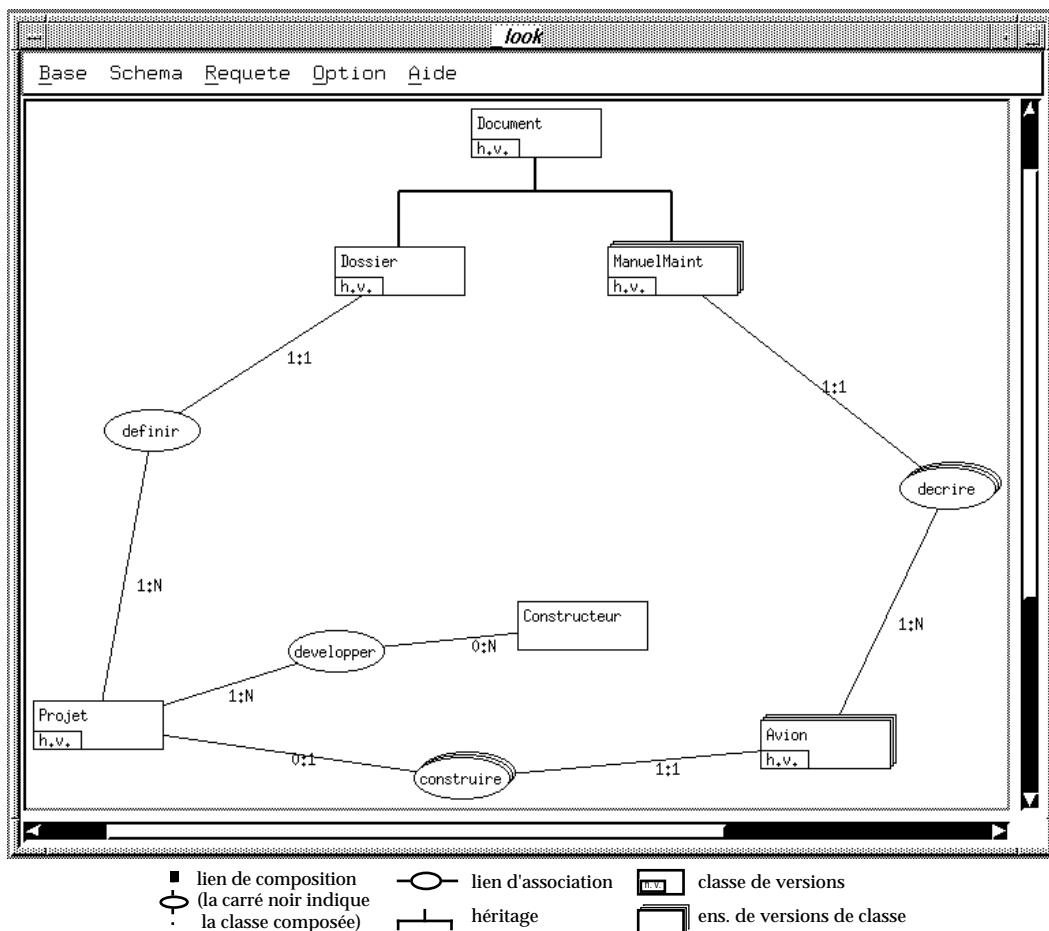 _look
Base Schema Requete Option Aide
Document
h.v.
Dossier
h.v.
ManuelMaint
h.v.
1:1
1:1
definir
decrire
1:N
Constructeur
1:N
developper
0:N
1:N
Projet
h.v.
Avion
h.v.
0:1
construire
1:1
lien de composition
(la carré noir indique
la classe composée)
lien d'association
héritage
h.v.
classe de versions
ens. de versions de classe